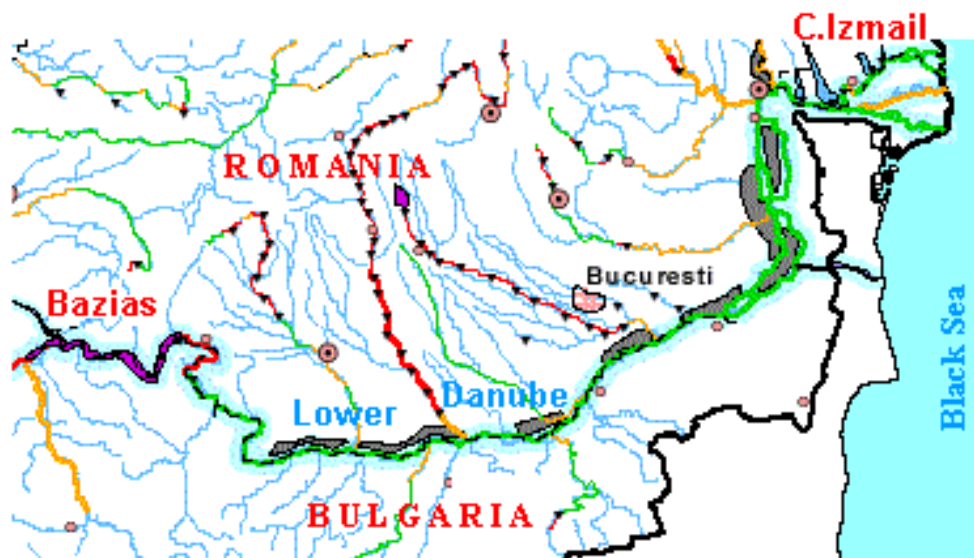 C.Izmail
ROMANIA
Bucuresti
Bazias
Lower Danube
Black Sea
BULGARIA